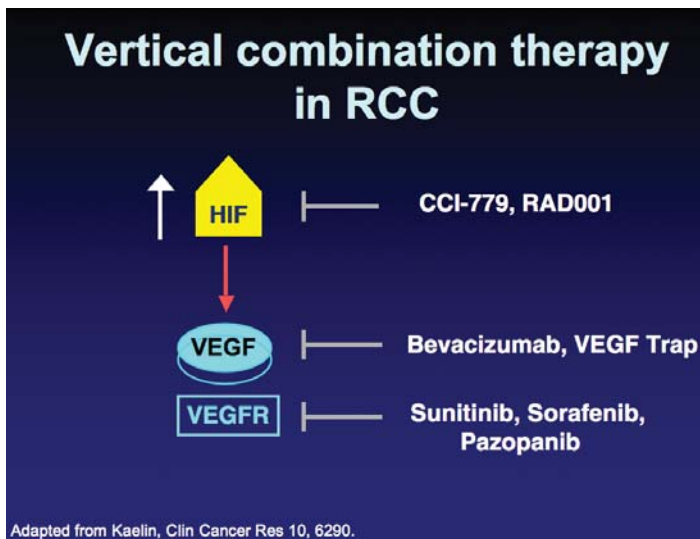 Vertical combination therapy
in RCC
HIF
CCI-779, RAD001
VEGF
Bevacizumab, VEGF Trap
VEGFR
Sunitinib, Sorafenib,
Pazopanib
Adapted from Kaelin, Clin Cancer Res 10, 6290.